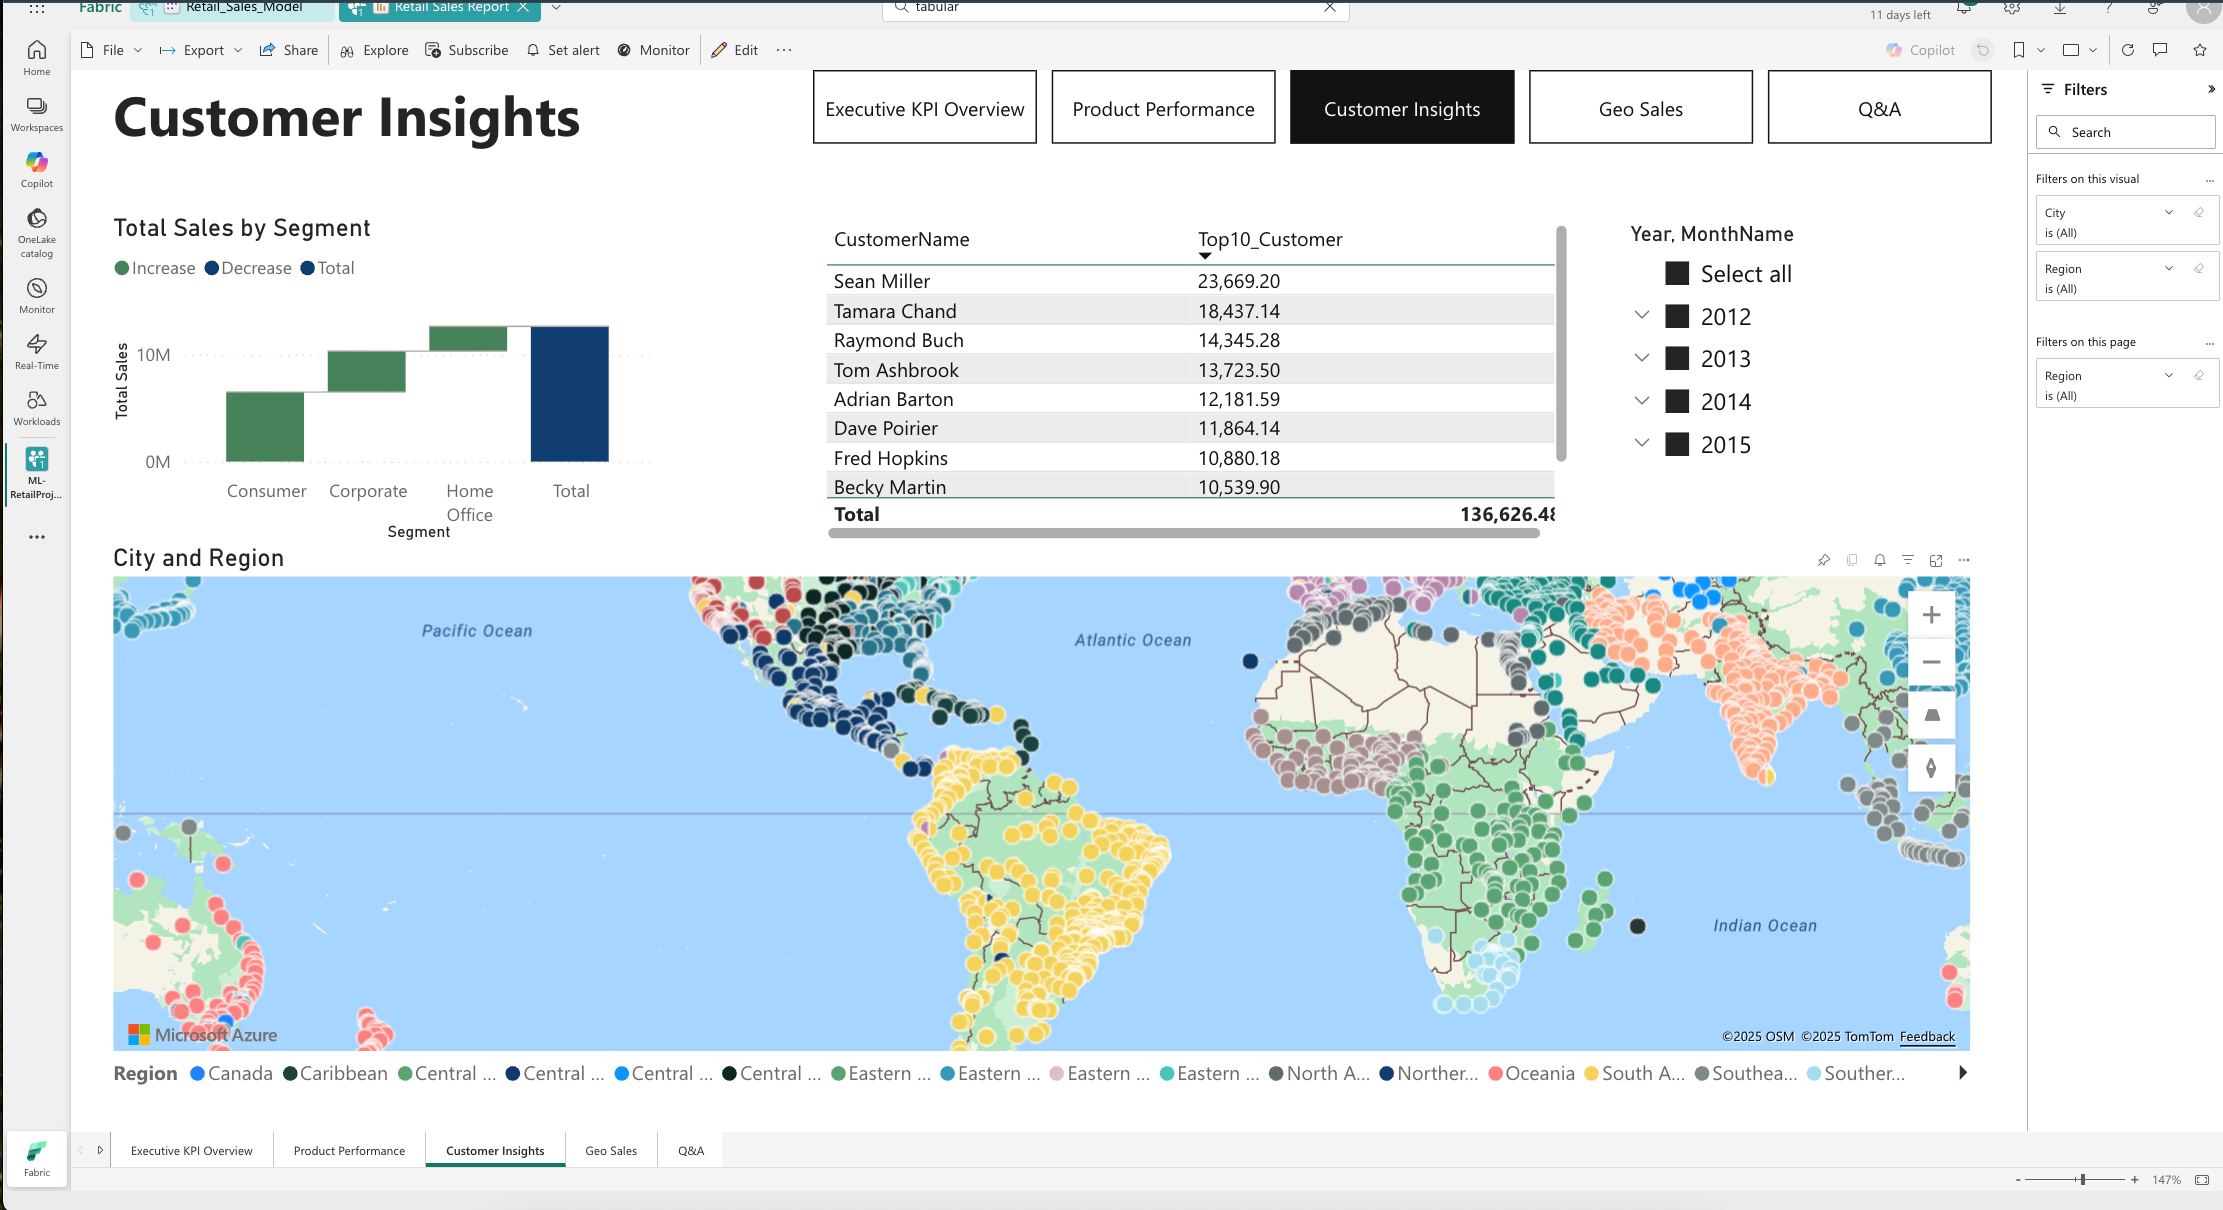 Fabric
Retail_Sales_Model
Retail Sales Report
tabular
11 days left
File
Export
Share
Explore
Subscribe
Set alert
Monitor
Edit
Copilot
Home
Workspaces
Copilot
OneLake
catalog
Monitor
Real-Time
Workloads
ML-
RetailProj...
Fabric
Customer Insights
Executive KPI Overview
Product Performance
Customer Insights
Geo Sales
Q&A
Total Sales by Segment
Increase
Decrease
Total
Total Sales
10M
0M
Consumer
Corporate
Home
Office
Total
Segment
CustomerName Top10_Customer
Sean Miller 23,669.20
Tamara Chand 18,437.14
Raymond Buch 14,345.28
Tom Ashbrook 13,723.50
Adrian Barton 12,181.59
Dave Poirier 11,864.14
Fred Hopkins 10,880.18
Becky Martin 10,539.90
Total 136,626.48
Year, MonthName
Select all
2012
2013
2014
2015
Filters
Search
Filters on this visual
City
is (All)
Region
is (All)
Filters on this page
Region
is (All)
City and Region
Pacific Ocean
Atlantic Ocean
Indian Ocean
Microsoft Azure
©2025 OSM ©2025 TomTom Feedback
Region Canada Caribbean Central ... Central ... Central ... Central ... Eastern ... Eastern ... Eastern ... Eastern ... North A... Norther... Oceania South A... Southea... Souther...
Executive KPI Overview
Product Performance
Customer Insights
Geo Sales
Q&A
- + 147%